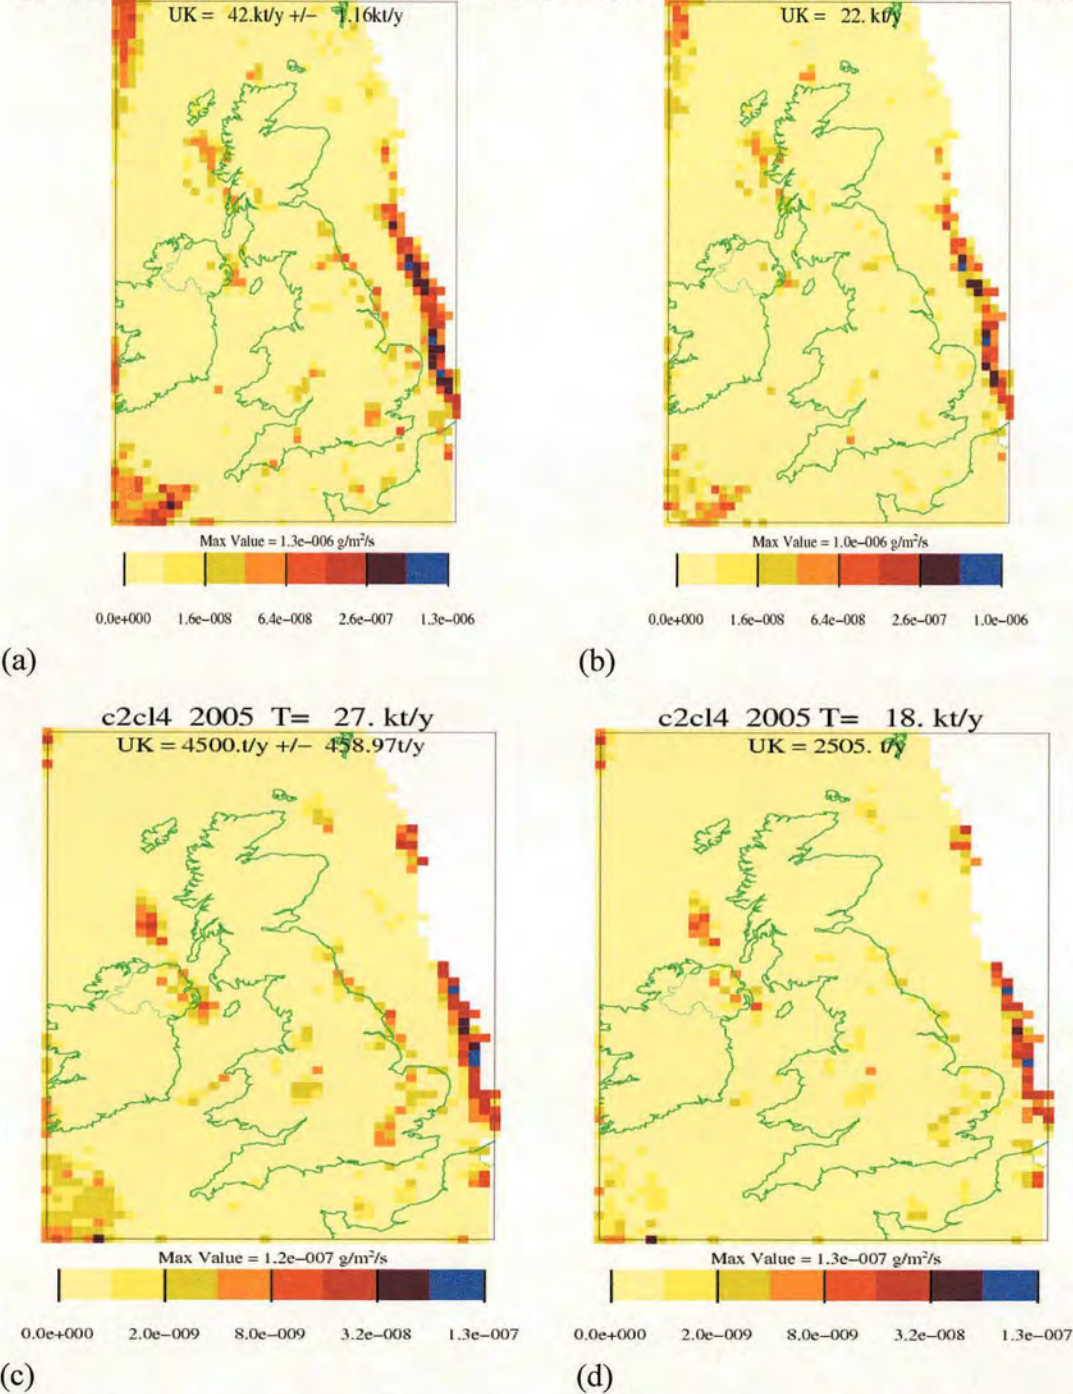 UK = 42.kt/y +/- 1.16kt/y
UK = 22. kt/y
Max Value = 1.3e-006 g/m²/s
0.0e+000 1.6e-008 6.4e-008 2.6e-007 1.3e-006
Max Value = 1.0e-006 g/m²/s
0.0e+000 1.6e-008 6.4e-008 2.6e-007 1.0e-006
(a)
(b)
c2cl4 2005 T= 27. kt/y
UK = 4500.t/y +/- 458.97t/y
c2cl4 2005 T= 18. kt/y
UK = 2505. t/y
Max Value = 1.2e-007 g/m²/s
0.0e+000 2.0e-009 8.0e-009 3.2e-008 1.3e-007
Max Value = 1.3e-007 g/m²/s
0.0e+000 2.0e-009 8.0e-009 3.2e-008 1.3e-007
(c)
(d)